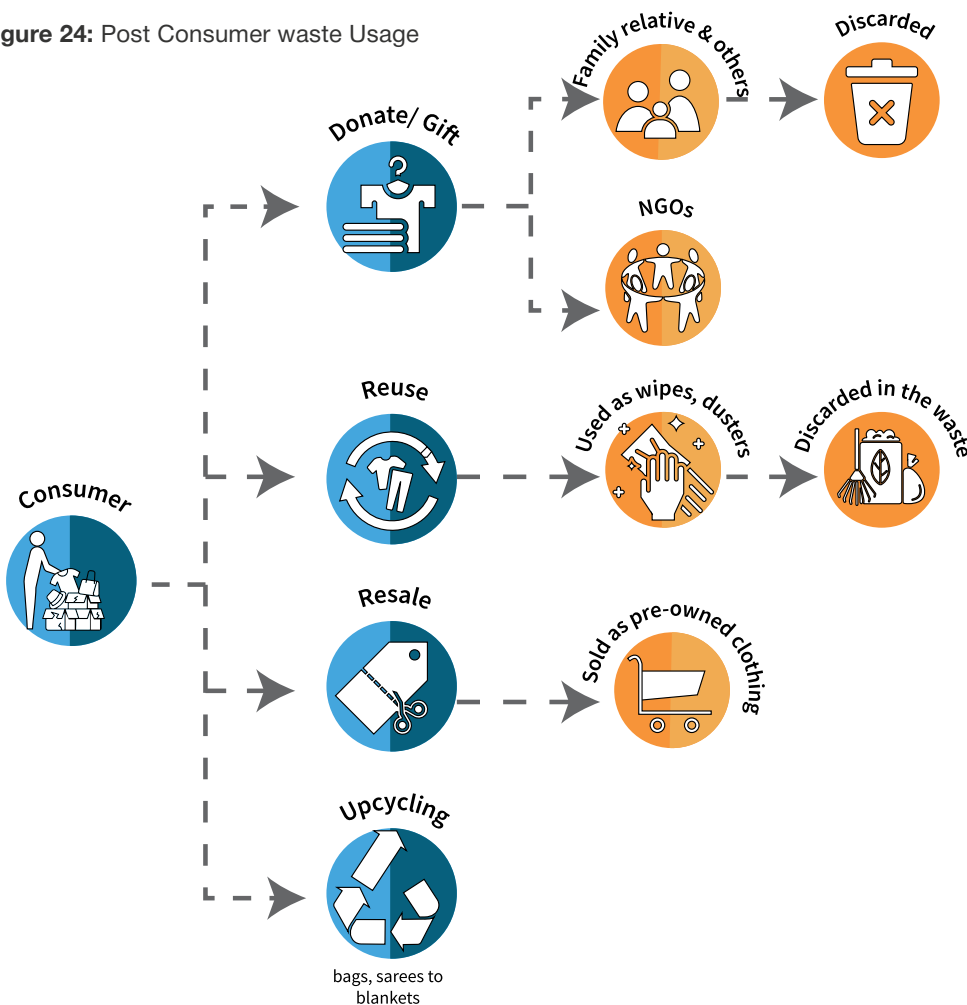 gure 24: Post Consumer waste Usage
Family relative & others
Discarded
Donate/ Gift
NGOs
Reuse
Used as wipes, dusters
Discarded in the waste
Consumer
Resale
Sold as pre-owned clothing
Upcycling
bags, sarees to
blankets